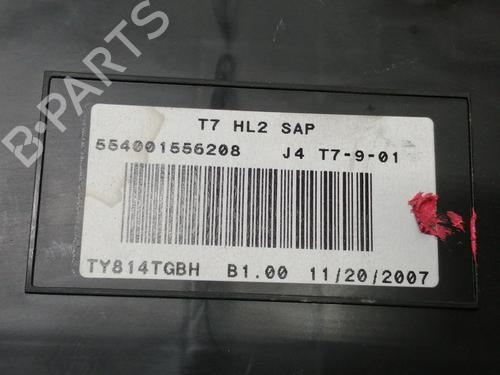 B-PARTS
T7 HL2 SAP
554001556208 J4 T7-9-01
TY814TGBH B1.00 11/20/2007